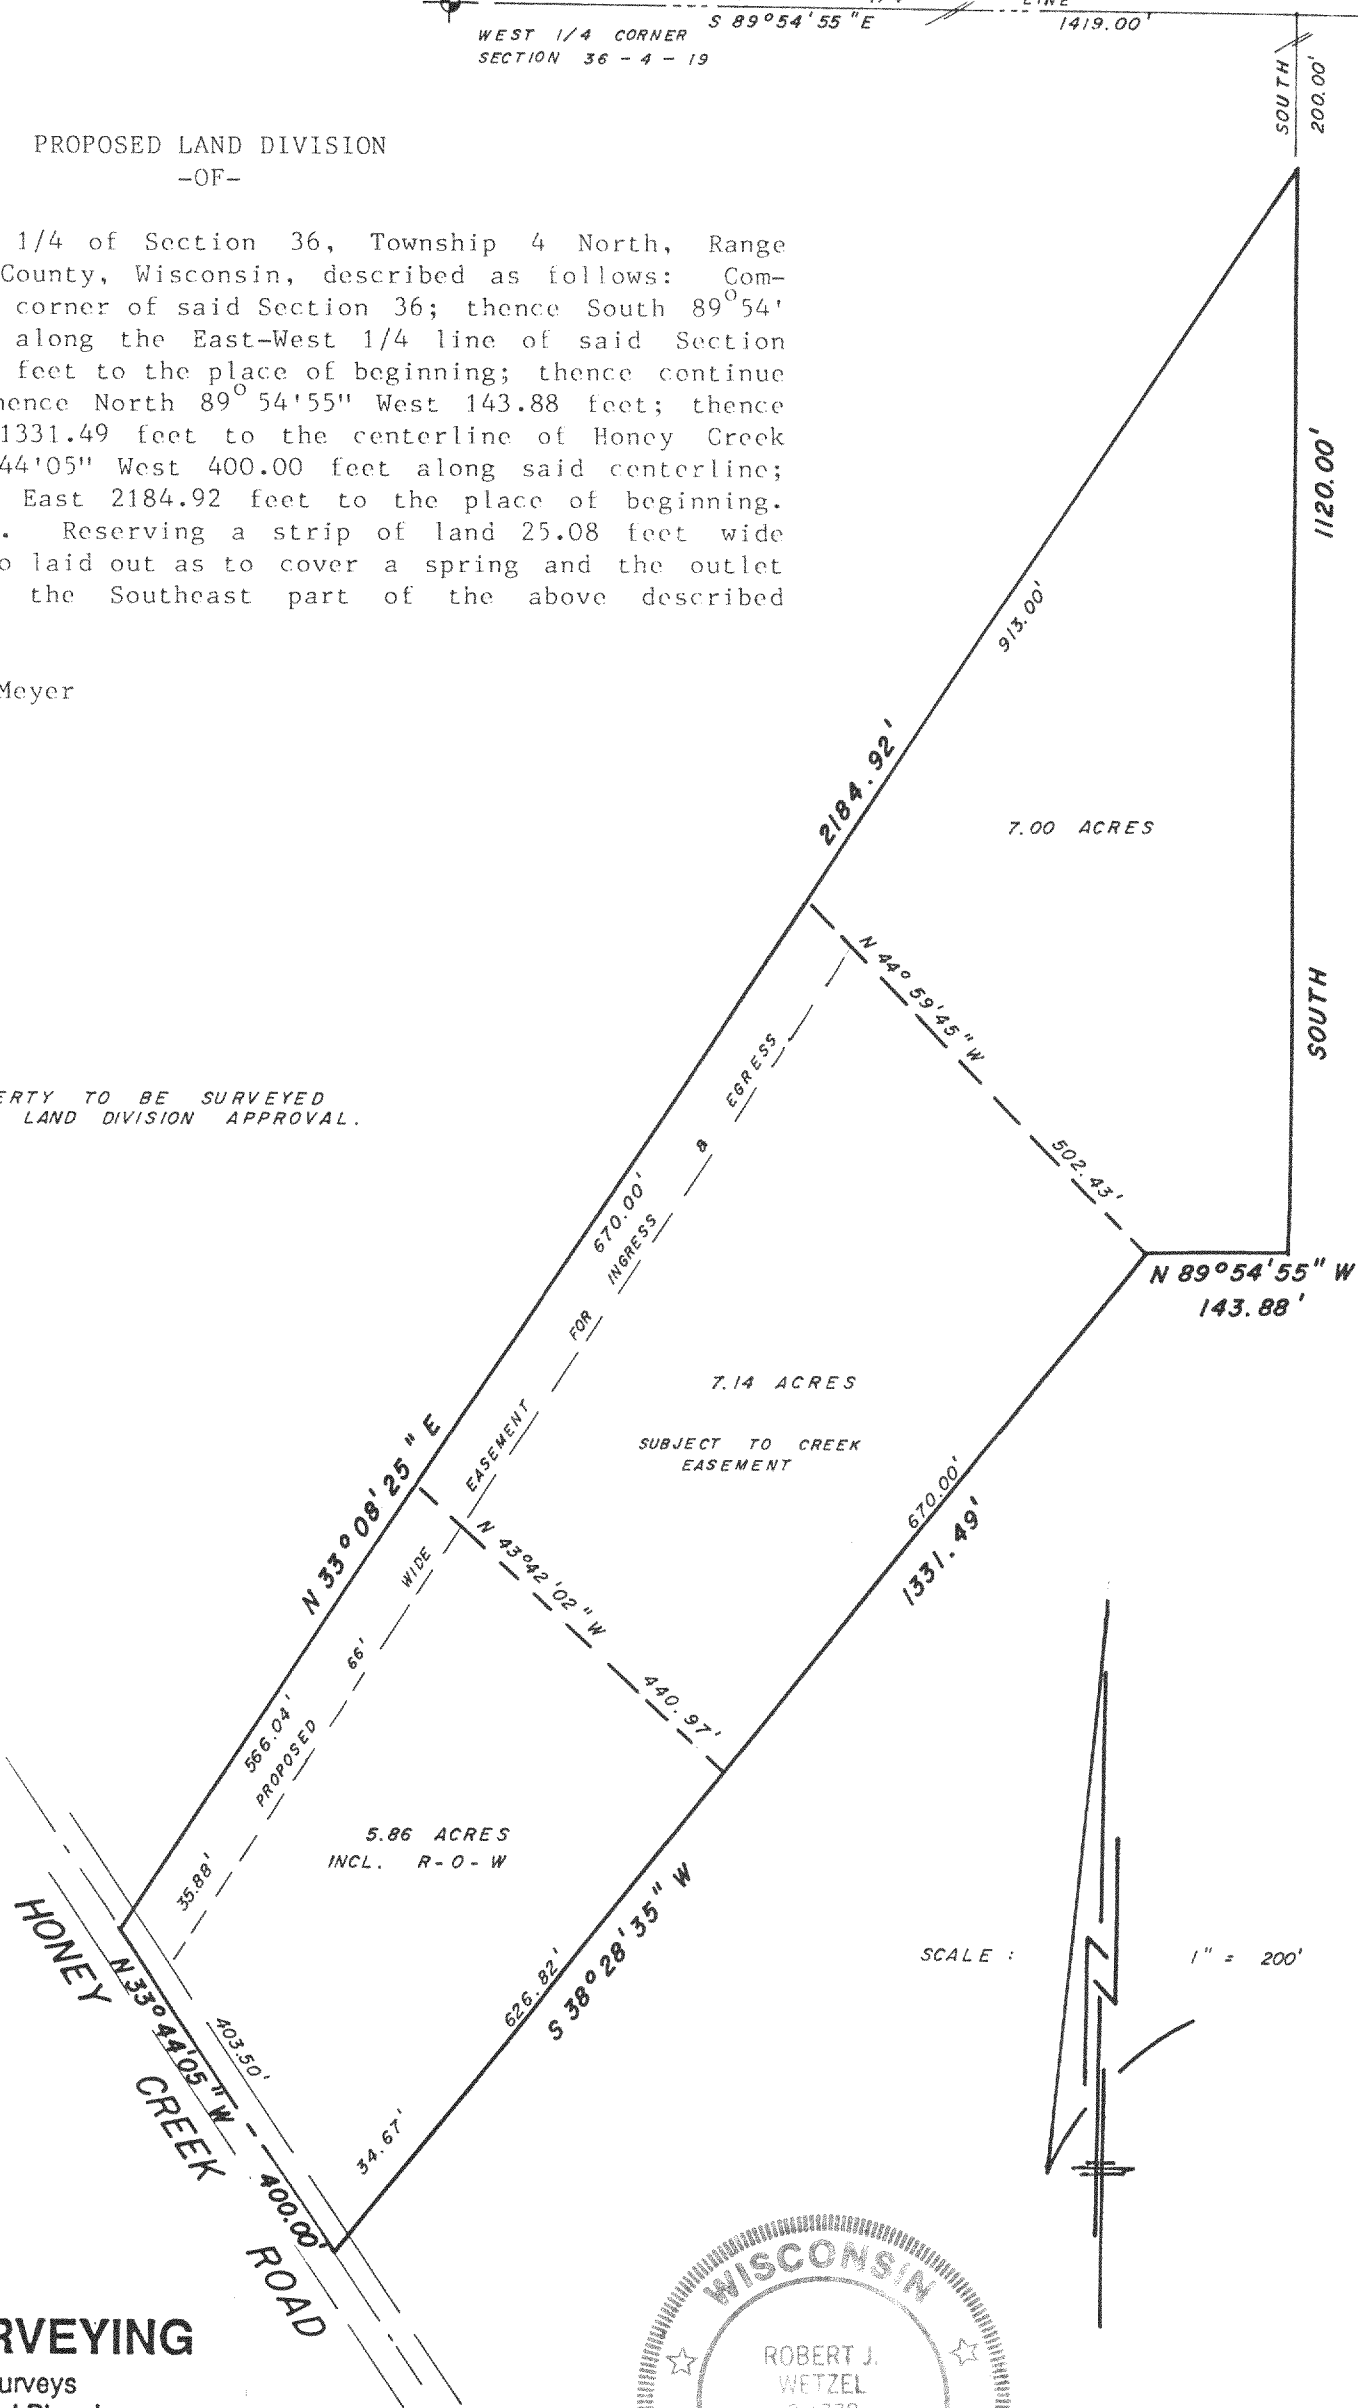 LINE
S 89°54'55"E
1419.00'
WEST 1/4 CORNER
SECTION 36-4-19
SOUTH
200.00'
PROPOSED LAND DIVISION
-OF-
1/4 of Section 36, Township 4 North, Range
County, Wisconsin, described as follows: Com-
corner of said Section 36; thence South 89°54'
along the East-West 1/4 line of said Section
feet to the place of beginning; thence continue
hence North 89°54'55" West 143.88 feet; thence
1331.49 feet to the centerline of Honey Creek
44'05" West 400.00 feet along said centerline;
East 2184.92 feet to the place of beginning.
. Reserving a strip of land 25.08 feet wide
o laid out as to cover a spring and the outlet
the Southeast part of the above described
Meyer
1120.00'
SOUTH
913.00'
2184.92'
7.00 ACRES
N 44°59'45"W
502.43'
ERTY TO BE SURVEYED
LAND DIVISION APPROVAL.
N 89°54'55" W
143.88'
670.00'
PROPOSED 66' WIDE EASEMENT FOR INGRESS & EGRESS
7.14 ACRES
SUBJECT TO CREEK
EASEMENT
N 33°08'25" E
N 43°42'02"W
440.97'
670.00'
1331.49'
566.04'
35.88'
5.86 ACRES
INCL. R-O-W
S 38°28'35" W
626.82'
34.67'
N 33°44'05" W
400.00'
403.50'
HONEY CREEK ROAD
SCALE : 1" = 200'
RVEYING
urveys
WISCONSIN
ROBERT J.
WETZEL